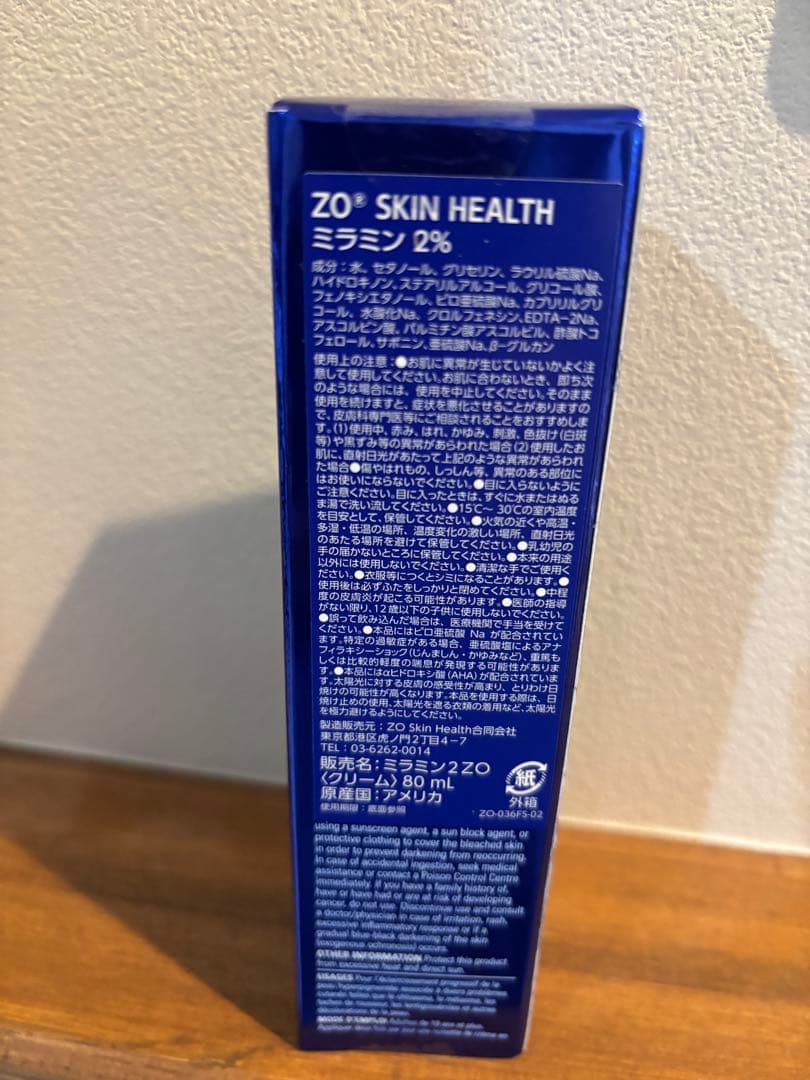 ZO® SKIN HEALTH
ミラミン 2%
成分：水、セタノール、グリセリン、ラウリル硫酸Na、
ハイドロキノン、ステアリルアルコール、グリコール酸、
フェノキシエタノール、ピロ亜硫酸Na、カプリリルグリ
コール、水酸化Na、クロルフェネシン、EDTA-2Na、
アスコルビン酸、パルミチン酸アスコルビル、酢酸トコ
フェロール、サポニン、亜硫酸Na、β-グルカン
使用上の注意：●お肌に異常が生じていないかよく注
意して使用してください。お肌に合わないとき、即ち次
のような場合には、使用を中止してください。そのまま
使用を続けますと、症状を悪化させることがありますの
で、皮膚科専門医等にご相談されることをおすすめしま
す。(1)使用中、赤み、はれ、かゆみ、刺激、色抜け(白斑
等)や黒ずみ等の異常があらわれた場合(2)使用したお
肌に、直射日光があたって上記のような異常があらわれ
た場合●傷やはれもの、しっしん等、異常のある部位に
はお使いにならないでください。●目に入らないように
ご注意ください。目に入ったときは、すぐに水またはぬる
ま湯で洗い流してください。●15℃〜30℃の室内温度
を目安として、保管してください。●火気の近くや高温・
多湿・低温の場所、温度変化の激しい場所、直射日光
のあたる場所を避けて保管してください。●乳幼児の
手の届かないところに保管してください。●本来の用途
以外には使用しないでください。●清潔な手でご使用く
ださい。●衣服等につくとシミになることがあります。●
使用後は必ずふたをしっかりと閉めてください。●中程
度の皮膚炎が起こる可能性があります。●医師の指導
がない限り、12歳以下の子供に使用しないでください。
●誤って飲み込んだ場合は、医療機関で手当を受けて
ください。●本品にはピロ亜硫酸 Na が配合されてい
ます。特定の過敏症がある場合、亜硫酸塩によるアナ
フィラキシーショック(じんましん・かゆみなど)、重篤も
しくは比較的軽度の喘息が発現する可能性がありま
す。●本品にはαヒドロキシ酸(AHA)が配合されていま
す。太陽光に対する皮膚の感受性が高まり、とりわけ日
焼けの可能性が高くなります。本品を使用する際は、日
焼け止めの使用、太陽光を遮る衣類の着用など、太陽光
を極力避けるようにしてください。
製造販売元：ZO Skin Health合同会社
東京都港区虎ノ門2丁目4-7
TEL：03-6262-0014
販売名：ミラミン2ZO
〈クリーム〉80 mL
原産国：アメリカ
使用期限：底面参照
紙
外箱
ZO-036FS-02
using a sunscreen agent, a sun block agent, or
protective clothing to cover the bleached skin
in order to prevent darkening from reoccurring.
In case of accidental ingestion, seek medical
assistance or contact a Poison Control Centre
immediately. If you have a family history of,
have or have had or are at risk of developing
cancer, do not use. Discontinue use and consult
a doctor/physician in case of irritation, rash,
excessive inflammatory response or if a
gradual blue-black darkening of the skin
(exogenous ochronosis) occurs.
OTHER INFORMATION Protect this product
from excessive heat and direct sun.
USAGES Pour l'éclaircissement progressif de la
MODE D'EMPLOI